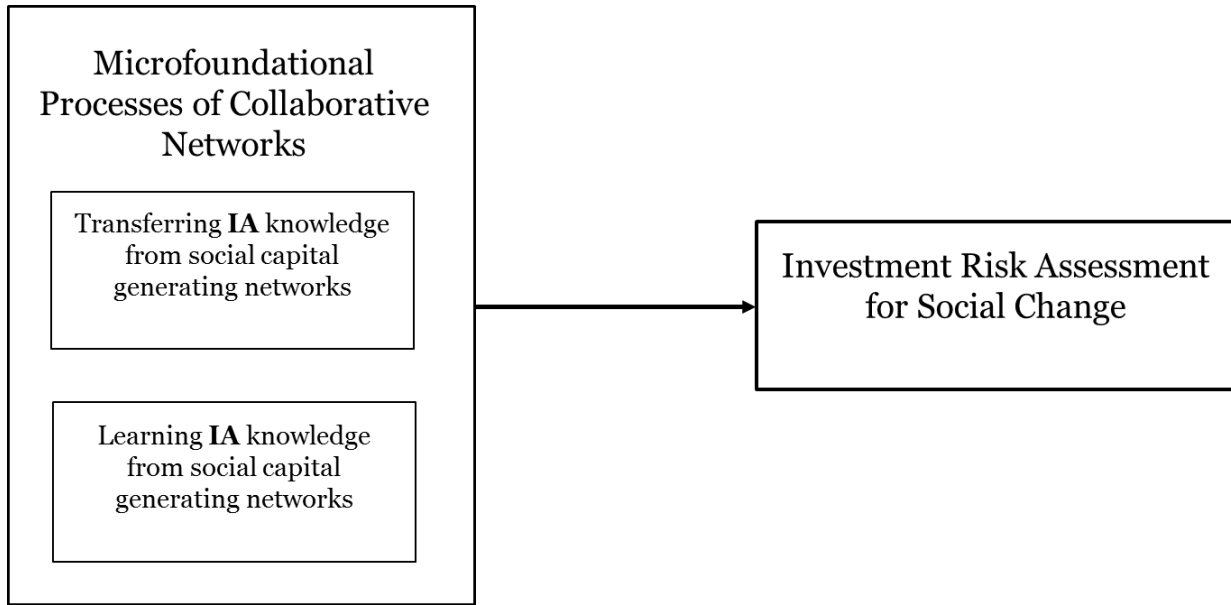 Microfoundational
Processes of Collaborative
Networks
Transferring IA knowledge
from social capital
generating networks
Learning IA knowledge
from social capital
generating networks
Investment Risk Assessment
for Social Change